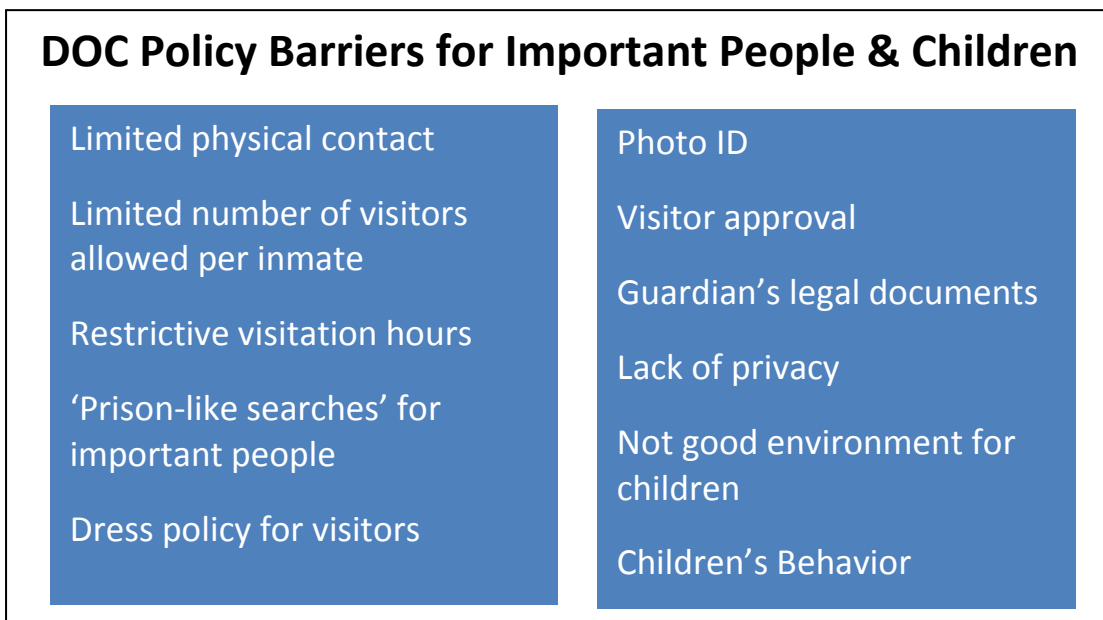 DOC Policy Barriers for Important People & Children
Limited physical contact
Limited number of visitors
allowed per inmate
Restrictive visitation hours
‘Prison-like searches’ for
important people
Dress policy for visitors
Photo ID
Visitor approval
Guardian’s legal documents
Lack of privacy
Not good environment for
children
Children’s Behavior